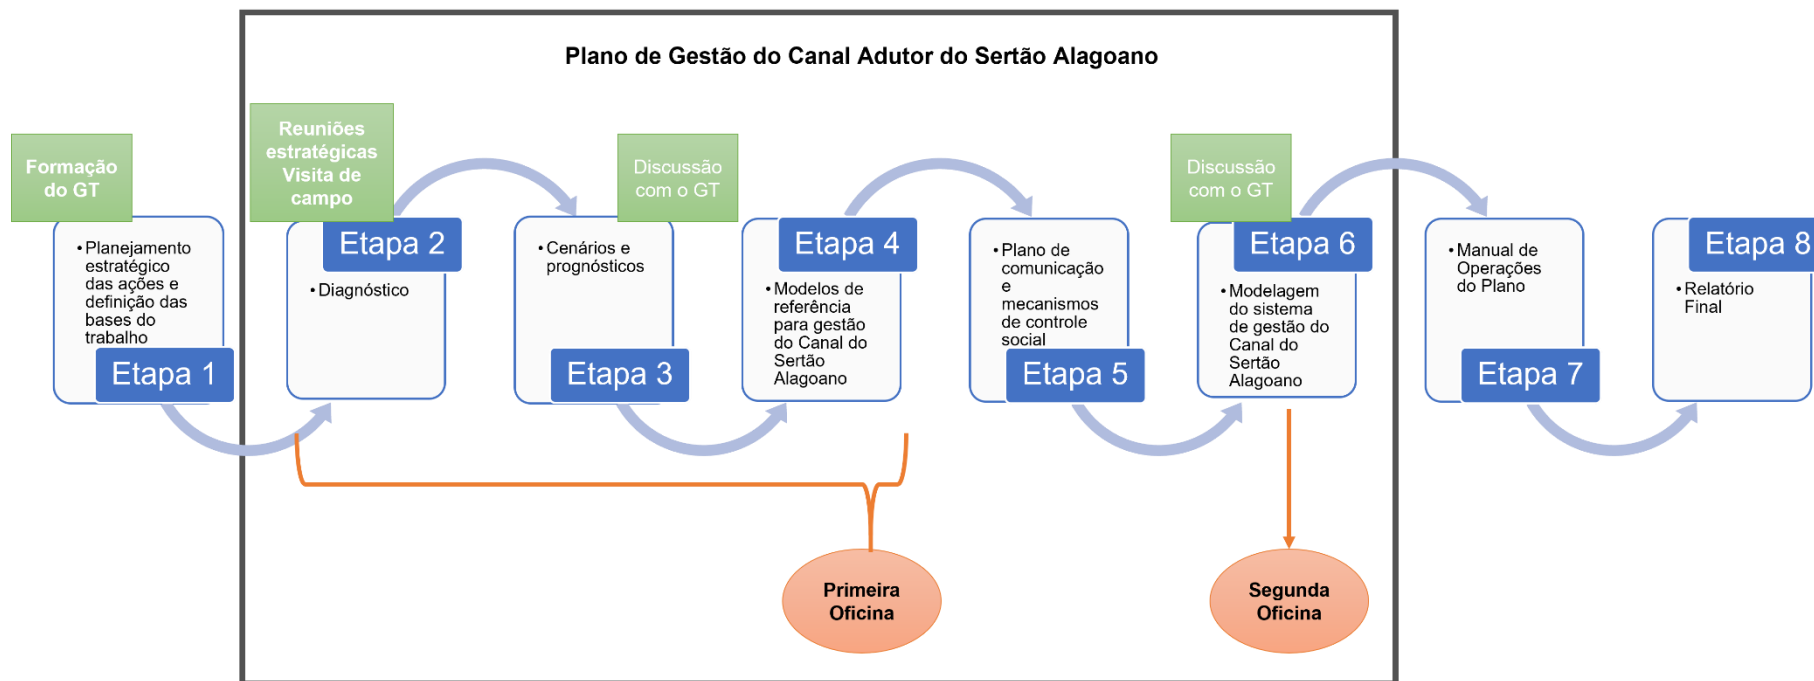 Plano de Gestão do Canal Adutor do Sertão Alagoano
Formação
do GT
•Planejamento
estratégico
das ações e
definição das
bases do
trabalho
Etapa 1
Reuniões
estratégicas
Visita de
campo
Etapa 2
•Diagnóstico
•Cenários e
prognósticos
Etapa 3
Discussão
com o GT
Etapa 4
•Modelos de
referência
para gestão
do Canal do
Sertão
Alagoano
•Plano de
comunicação
e
mecanismos
de controle
social
Etapa 5
Discussão
com o GT
Etapa 6
•Modelagem
do sistema
de gestão do
Canal do
Sertão
Alagoano
•Manual de
Operações
do Plano
Etapa 7
Etapa 8
•Relatório
Final
Primeira
Oficina
Segunda
Oficina